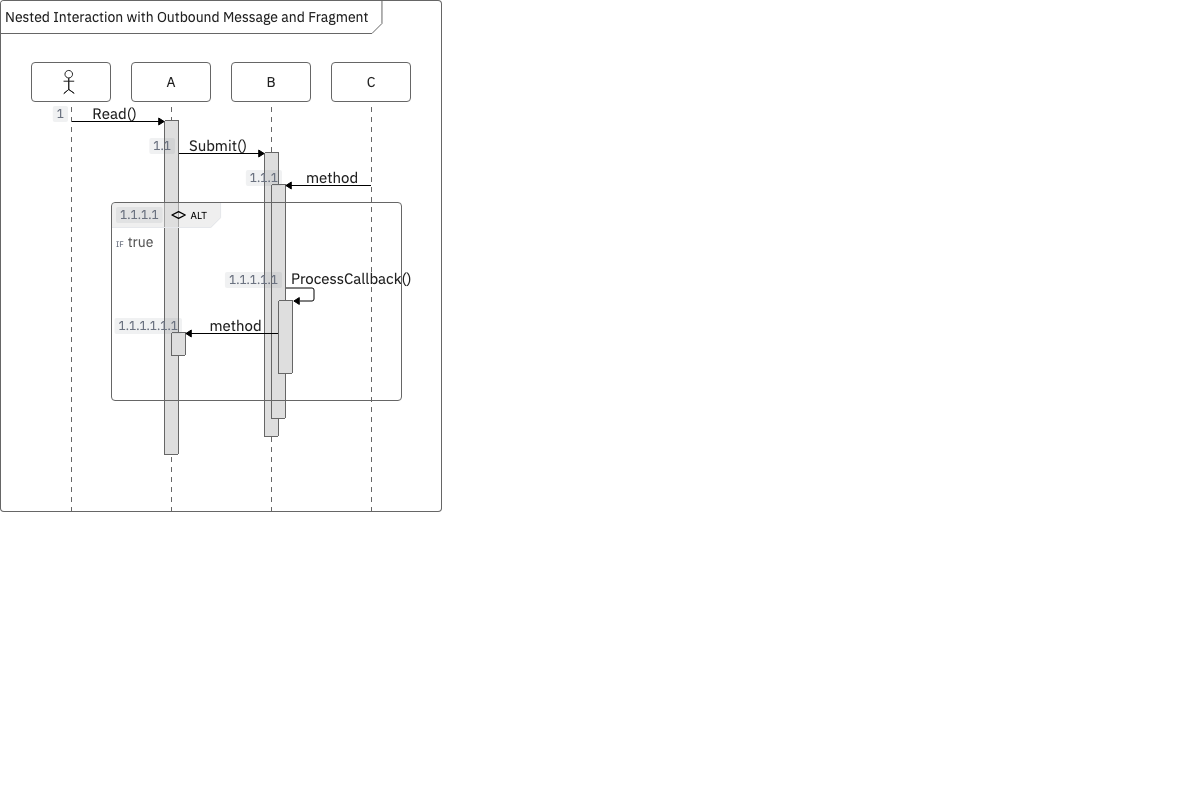 Nested Interaction with Outbound Message and Fragment
A
B
C
1 Read()
1.1 Submit()
1.1.1 method
1.1.1.1 ALT
IF true
1.1.1.1.1 ProcessCallback()
1.1.1.1.1.1 method